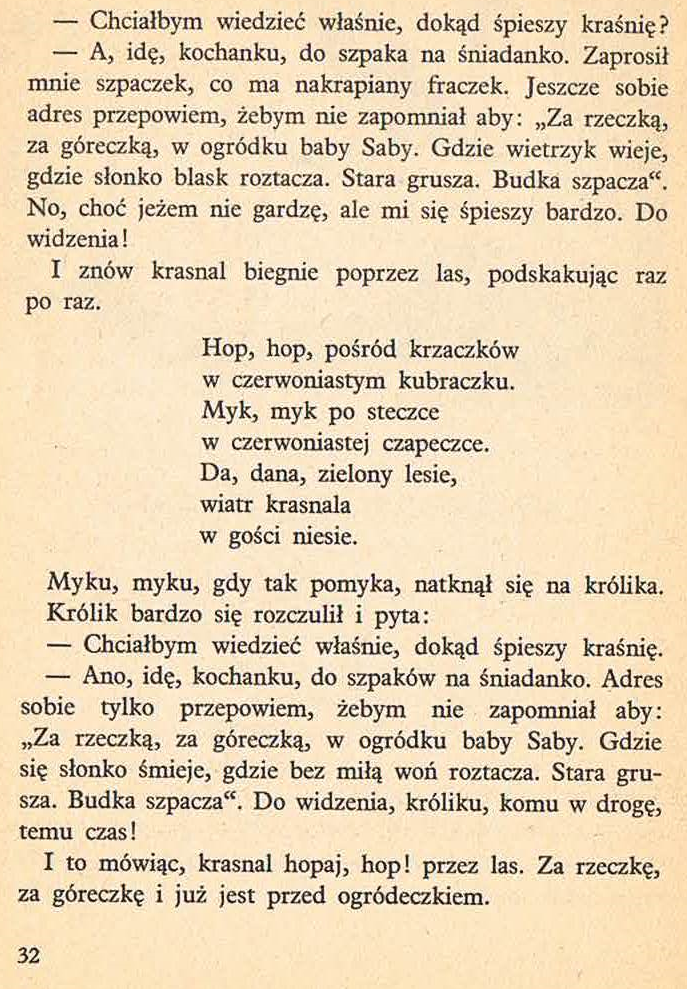 — Chciałbym wiedzieć właśnie, dokąd śpieszy kraśnię?
— A, idę, kochanku, do szpaka na śniadanko. Zaprosił
mnie szpaczek, co ma nakrapiany fraczek. Jeszcze sobie
adres przepowiem, żebym nie zapomniał aby: „Za rzeczką,
za góreczką, w ogródku baby Saby. Gdzie wietrzyk wieje,
gdzie słonko blask roztacza. Stara grusza. Budka szpacza“.
No, choć jeżem nie gardzę, ale mi się śpieszy bardzo. Do
widzenia!
I znów krasnal biegnie poprzez las, podskakując raz
po raz.
Hop, hop, pośród krzaczków
w czerwoniastym kubraczku.
Myk, myk po steczce
w czerwoniastej czapeczce.
Da, dana, zielony lesie,
wiatr krasnala
w gości niesie.
Myku, myku, gdy tak pomyka, natknął się na królika.
Królik bardzo się rozczulił i pyta:
— Chciałbym wiedzieć właśnie, dokąd śpieszy kraśnię.
— Ano, idę, kochanku, do szpaków na śniadanko. Adres
sobie tylko przepowiem, żebym nie zapomniał aby:
„Za rzeczką, za góreczką, w ogródku baby Saby. Gdzie
się słonko śmieje, gdzie bez miłą woń roztacza. Stara gru-
sza. Budka szpacza“. Do widzenia, króliku, komu w drogę,
temu czas!
I to mówiąc, krasnal hopaj, hop! przez las. Za rzeczkę,
za góreczkę i już jest przed ogródeczkiem.
32